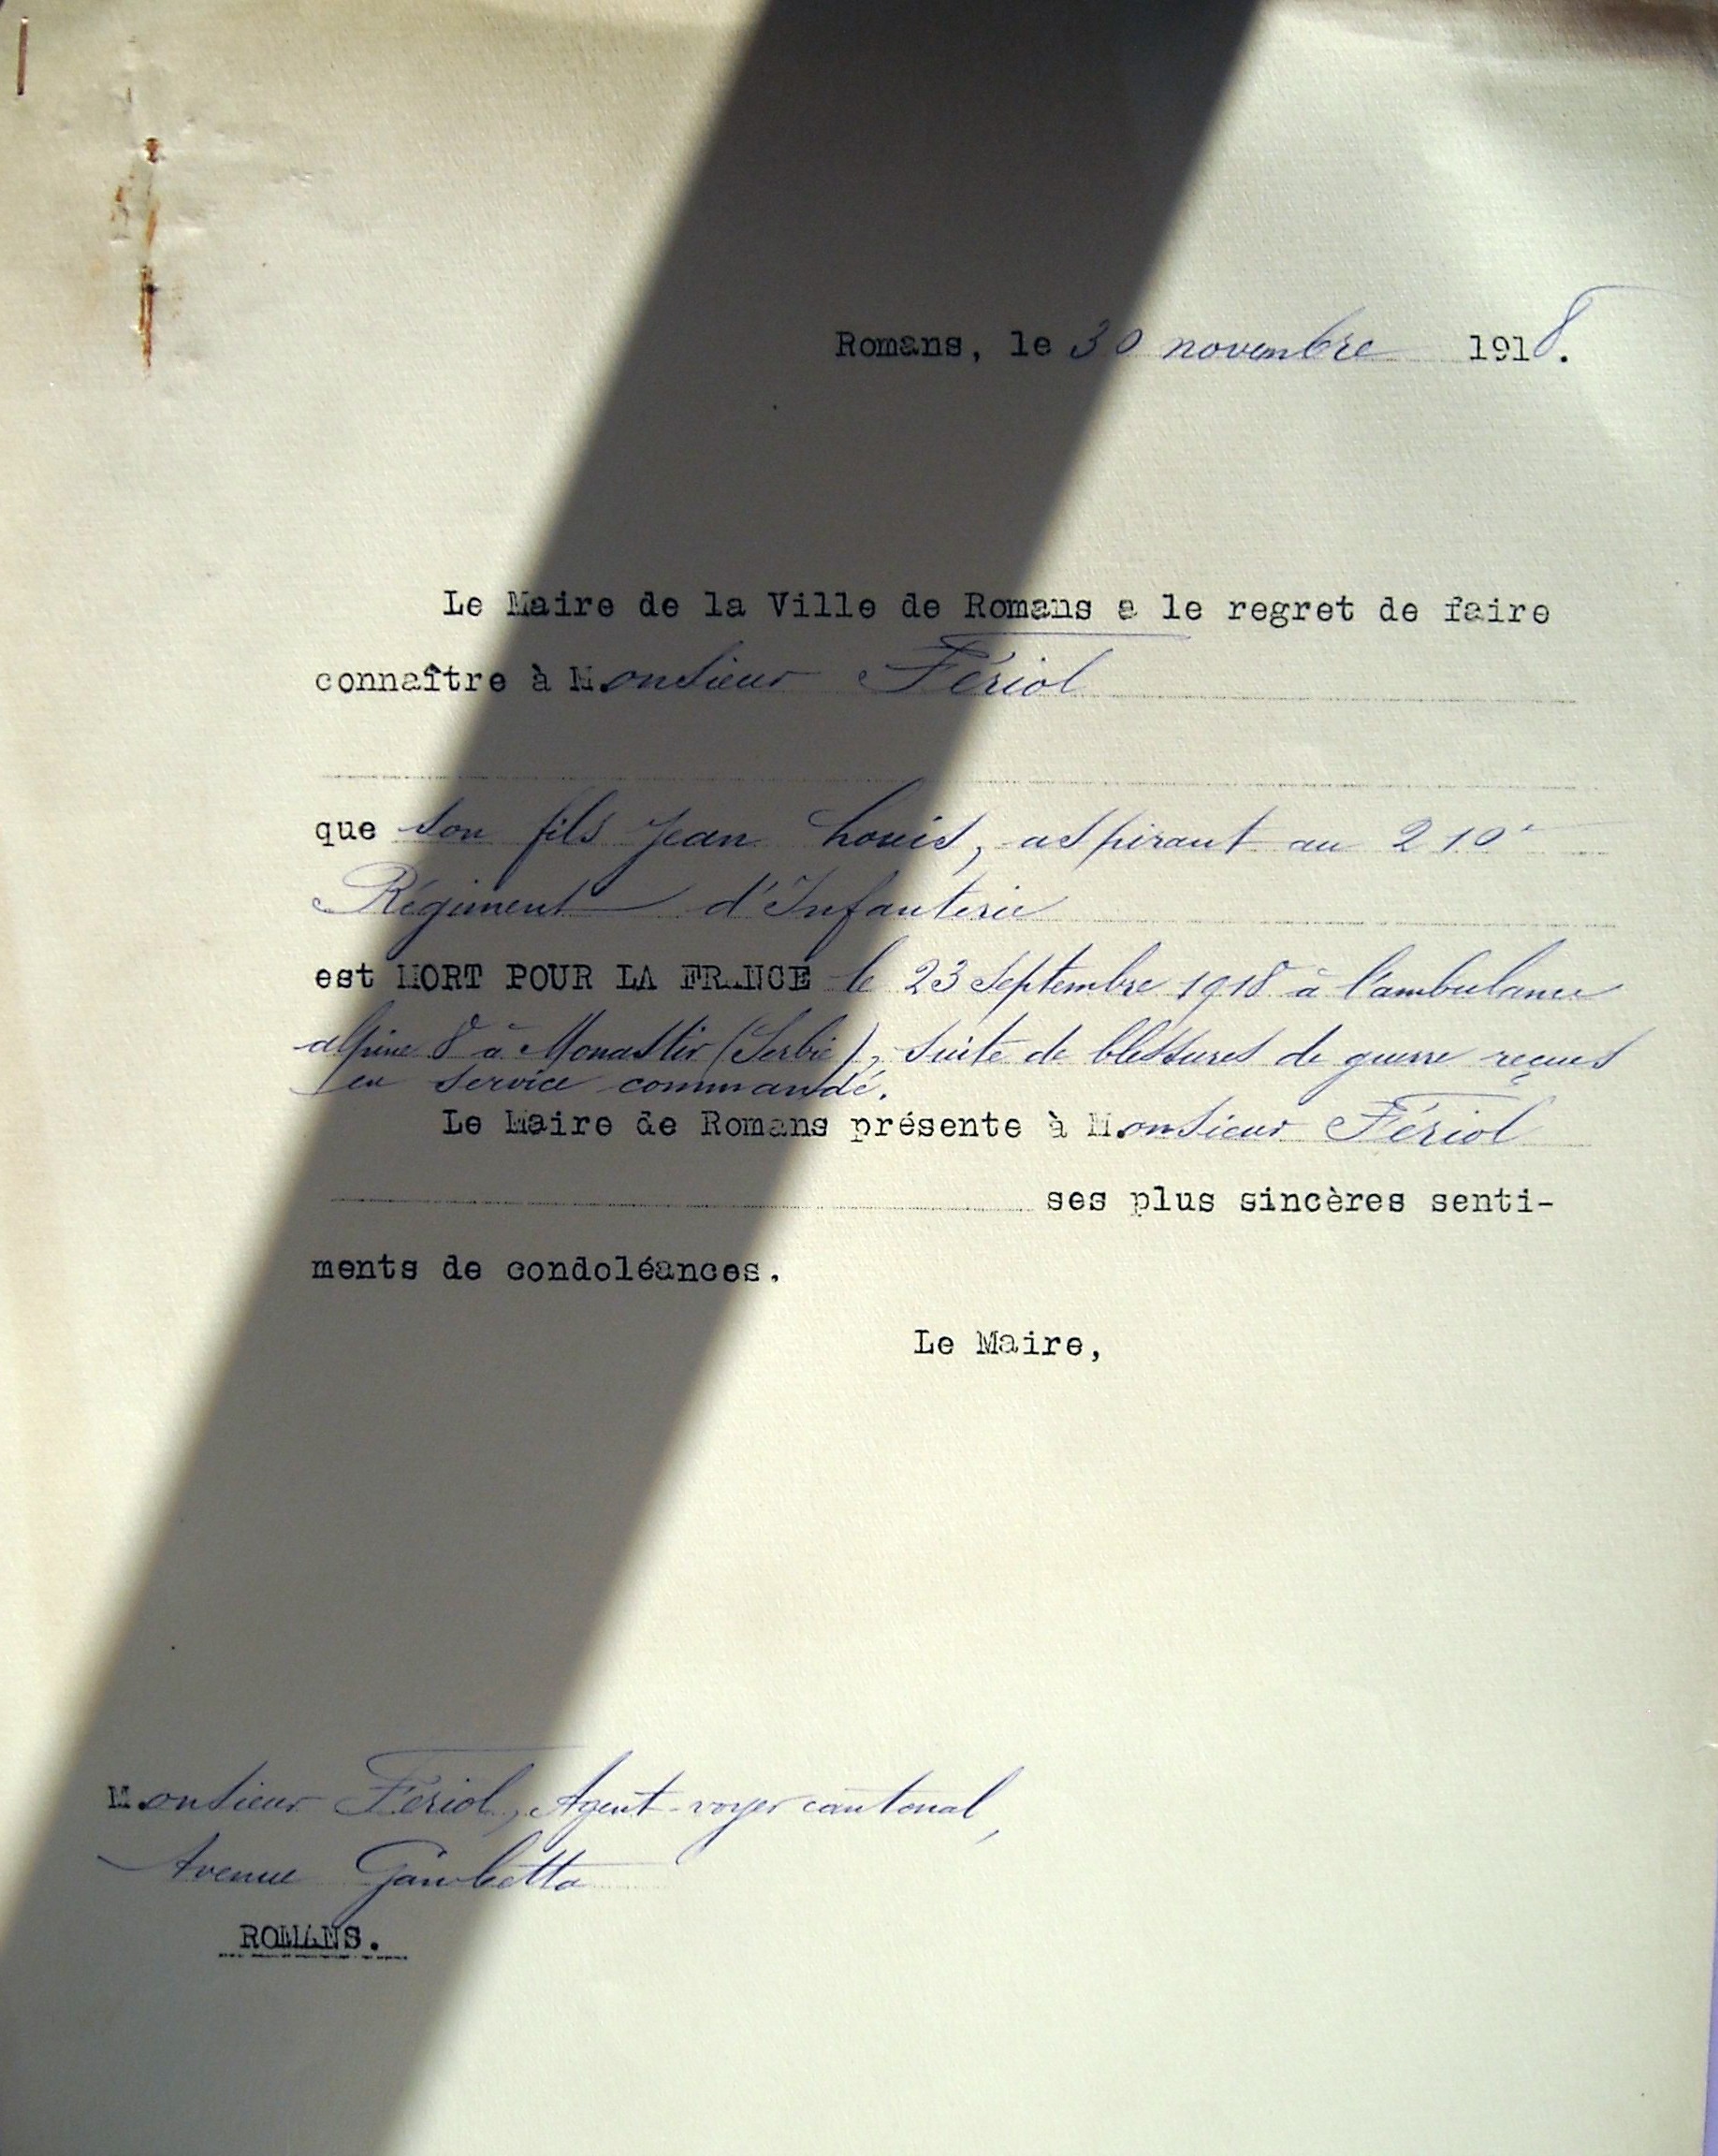 Romans, le 30 novembre 1918.
Le Maire de la Ville de Romans a le regret de faire
connaître à Monsieur Fériol
que son fils Jean Louis, aspirant au 210e
Régiment d'Infanterie
est MORT POUR LA FRANCE le 23 Septembre 1918 à l'ambulance
alpine 8 à Monastir (Serbie), suite de blessures de guerre reçues
en service commandé.
Le Maire de Romans présente à Monsieur Fériol
ses plus sincères senti-
ments de condoléances.
Le Maire,
Monsieur Fériol, Agent-voyer cantonal,
Avenue Gambetta
ROMANS.